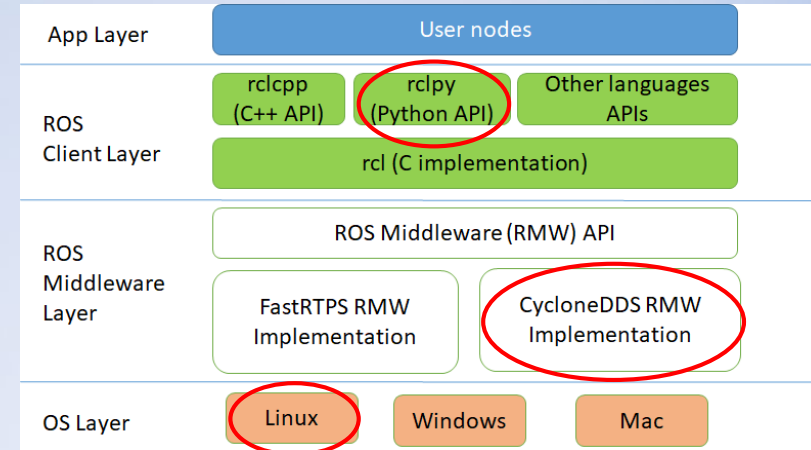 App Layer
User nodes
ROS
Client Layer
rclcpp
(C++ API)
rclpy
(Python API)
Other languages
APIs
rcl (C implementation)
ROS
Middleware
Layer
ROS Middleware (RMW) API
FastRTPS RMW
Implementation
CycloneDDS RMW
Implementation
OS Layer
Linux
Windows
Mac